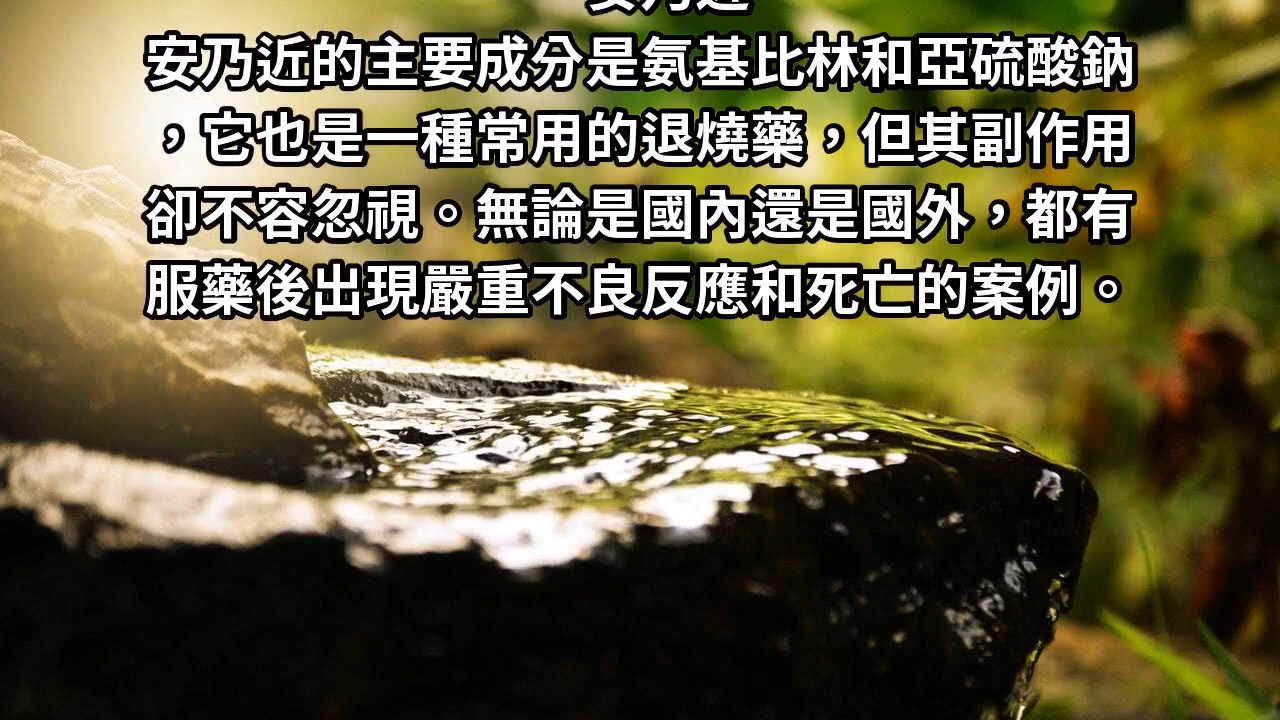 安乃近
安乃近的主要成分是氨基比林和亞硫酸鈉
，它也是一種常用的退燒藥，但其副作用
卻不容忽視。無論是國內還是國外，都有
服藥後出現嚴重不良反應和死亡的案例。